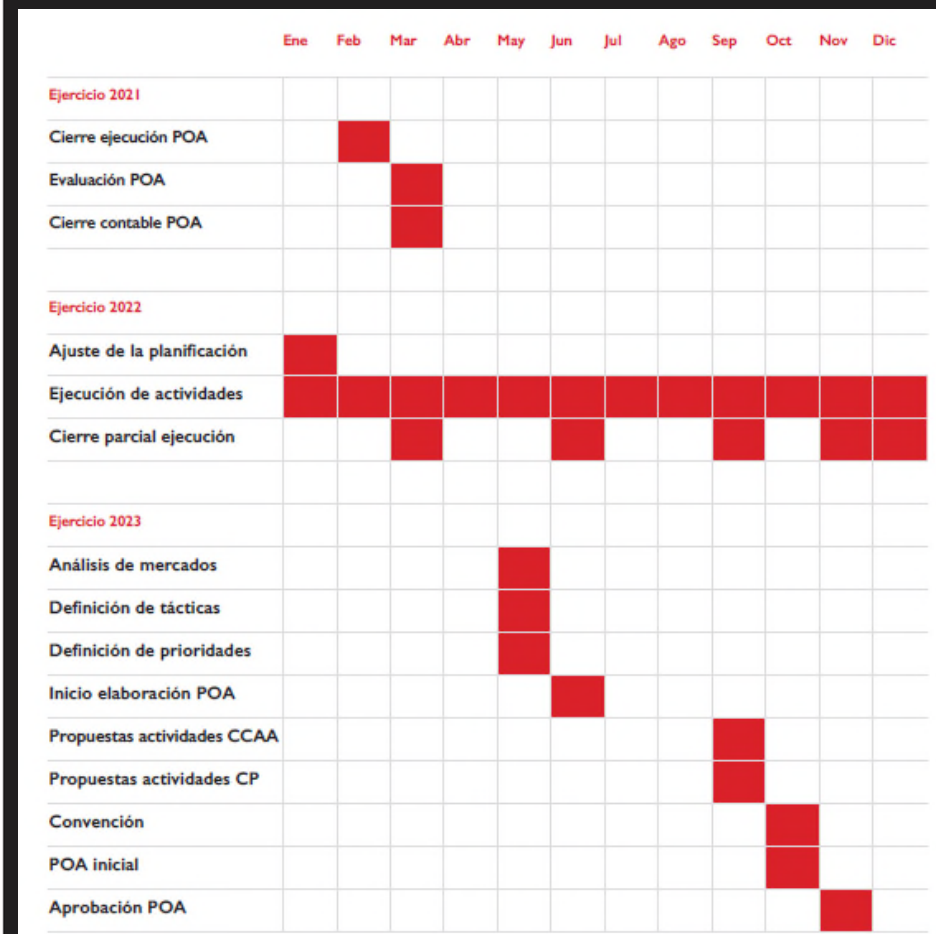 Ene Feb Mar Abr May Jun Jul Ago Sep Oct Nov Dic
Ejercicio 2021
Cierre ejecución POA
Evaluación POA
Cierre contable POA
Ejercicio 2022
Ajuste de la planificación
Ejecución de actividades
Cierre parcial ejecución
Ejercicio 2023
Análisis de mercados
Definición de tácticas
Definición de prioridades
Inicio elaboración POA
Propuestas actividades CCAA
Propuestas actividades CP
Convención
POA inicial
Aprobación POA